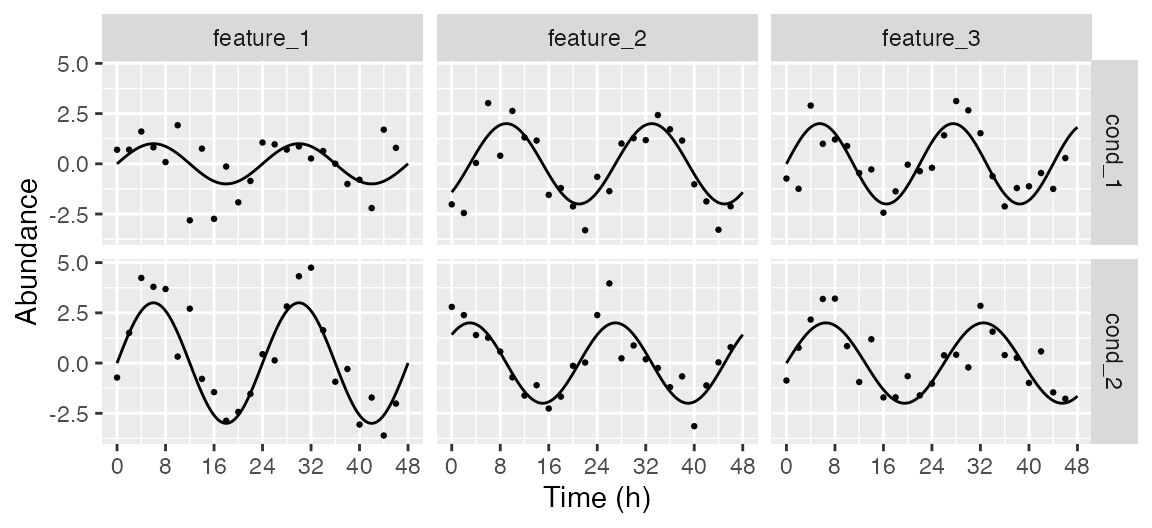 feature_1
feature_2
feature_3
5.0
2.5
0.0
-2.5
cond_1
Abundance
5.0
2.5
0.0
-2.5
cond_2
0 8 16 24 32 40 48
0 8 16 24 32 40 48
0 8 16 24 32 40 48
Time (h)